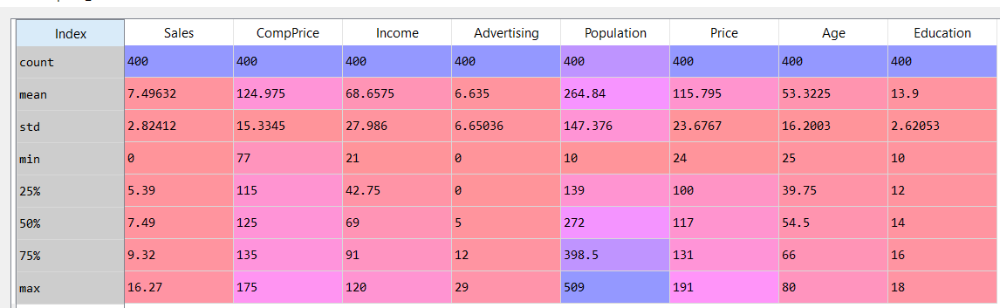 Index Sales CompPrice Income Advertising Population Price Age Education
count 400 400 400 400 400 400 400 400
mean 7.49632 124.975 68.6575 6.635 264.84 115.795 53.3225 13.9
std 2.82412 15.3345 27.986 6.65036 147.376 23.6767 16.2003 2.62053
min 0 77 21 0 10 24 25 10
25% 5.39 115 42.75 0 139 100 39.75 12
50% 7.49 125 69 5 272 117 54.5 14
75% 9.32 135 91 12 398.5 131 66 16
max 16.27 175 120 29 509 191 80 18